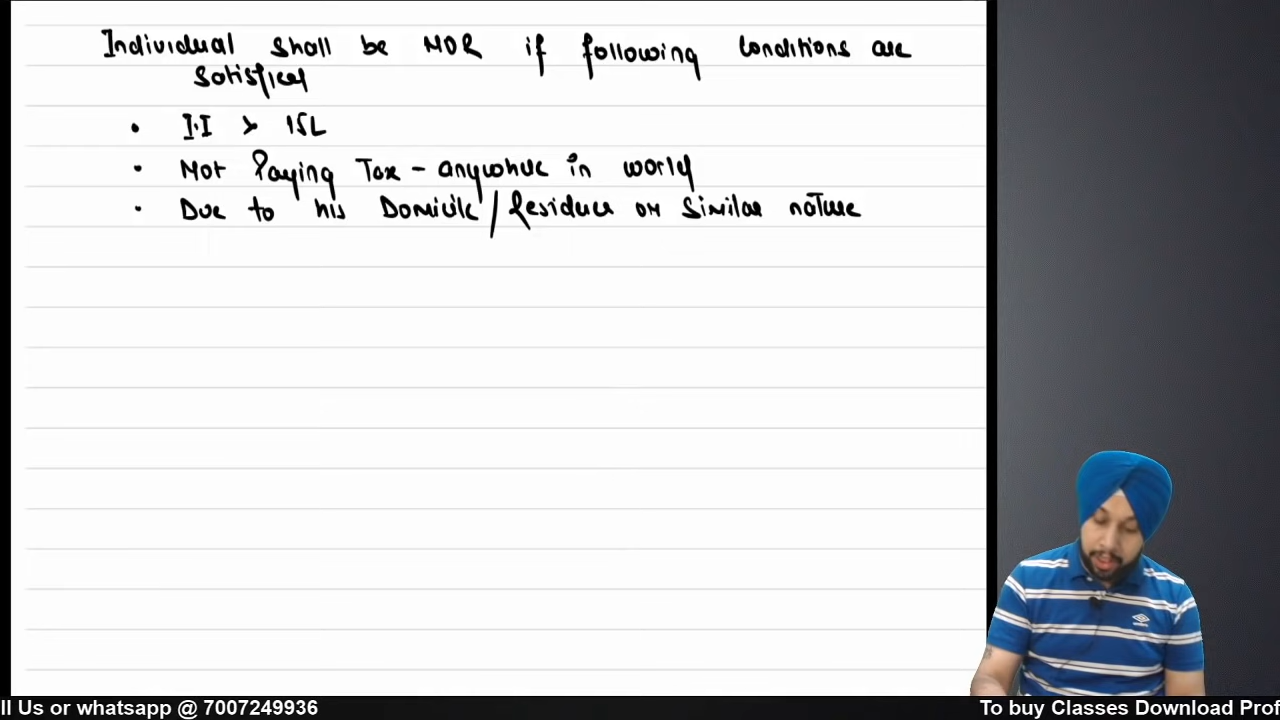 Individual shall be NOR if following conditions are
satisfied
• I.I > 15L
• Not Paying Tax - anywhere in world
• Due to his Domicile / Residence or similar nature
ll Us or whatsapp @ 7007249936
To buy Classes Download Prof